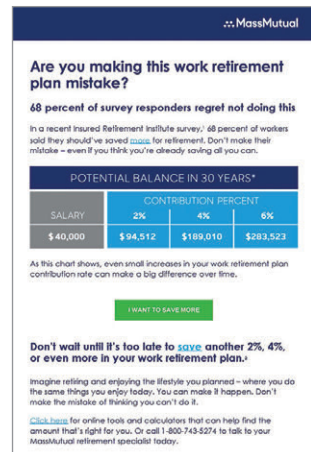 MassMutual
Are you making this work retirement
plan mistake?
68 percent of survey responders regret not doing this
In a recent Insured Retirement Institute survey,¹ 68 percent of workers
said they should've saved more for retirement. Don't make their
mistake – even if you think you're already saving all you can.
POTENTIAL BALANCE IN 30 YEARS*
CONTRIBUTION PERCENT
SALARY 2% 4% 6%
$40,000 $94,512 $189,010 $283,523
As this chart shows, even small increases in your work retirement plan
contribution rate can make a big difference over time.
I WANT TO SAVE MORE
Don't wait until it's too late to save another 2%, 4%,
or even more in your work retirement plan.
Imagine retiring and enjoying the lifestyle you planned – where you do
the same things you enjoy today. You can make it happen. Don't
make the mistake of thinking you can't do it.
Click here for online tools and calculators that can help find the
amount that's right for you. Or call 1-800-743-5274 to talk to your
MassMutual retirement specialist today.